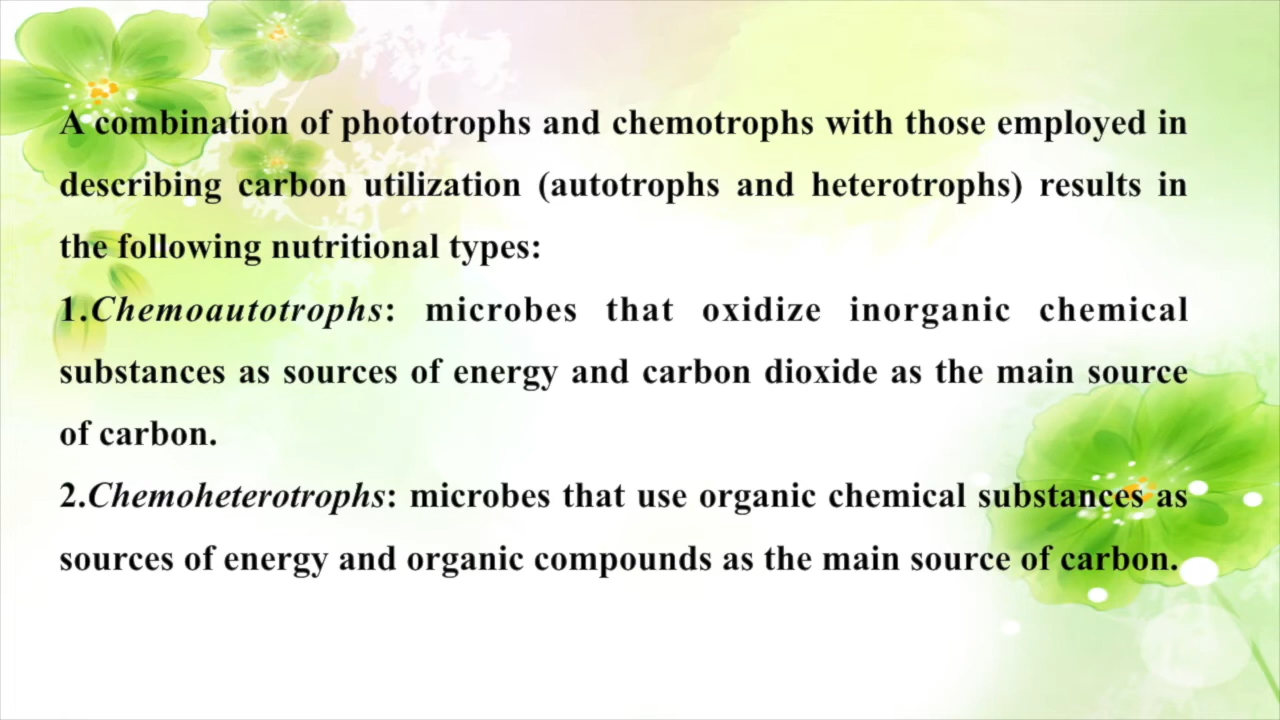 A combination of phototrophs and chemotrophs with those employed in
describing carbon utilization (autotrophs and heterotrophs) results in
the following nutritional types:
1.Chemoautotrophs: microbes that oxidize inorganic chemical
substances as sources of energy and carbon dioxide as the main source
of carbon.
2.Chemoheterotrophs: microbes that use organic chemical substances as
sources of energy and organic compounds as the main source of carbon.